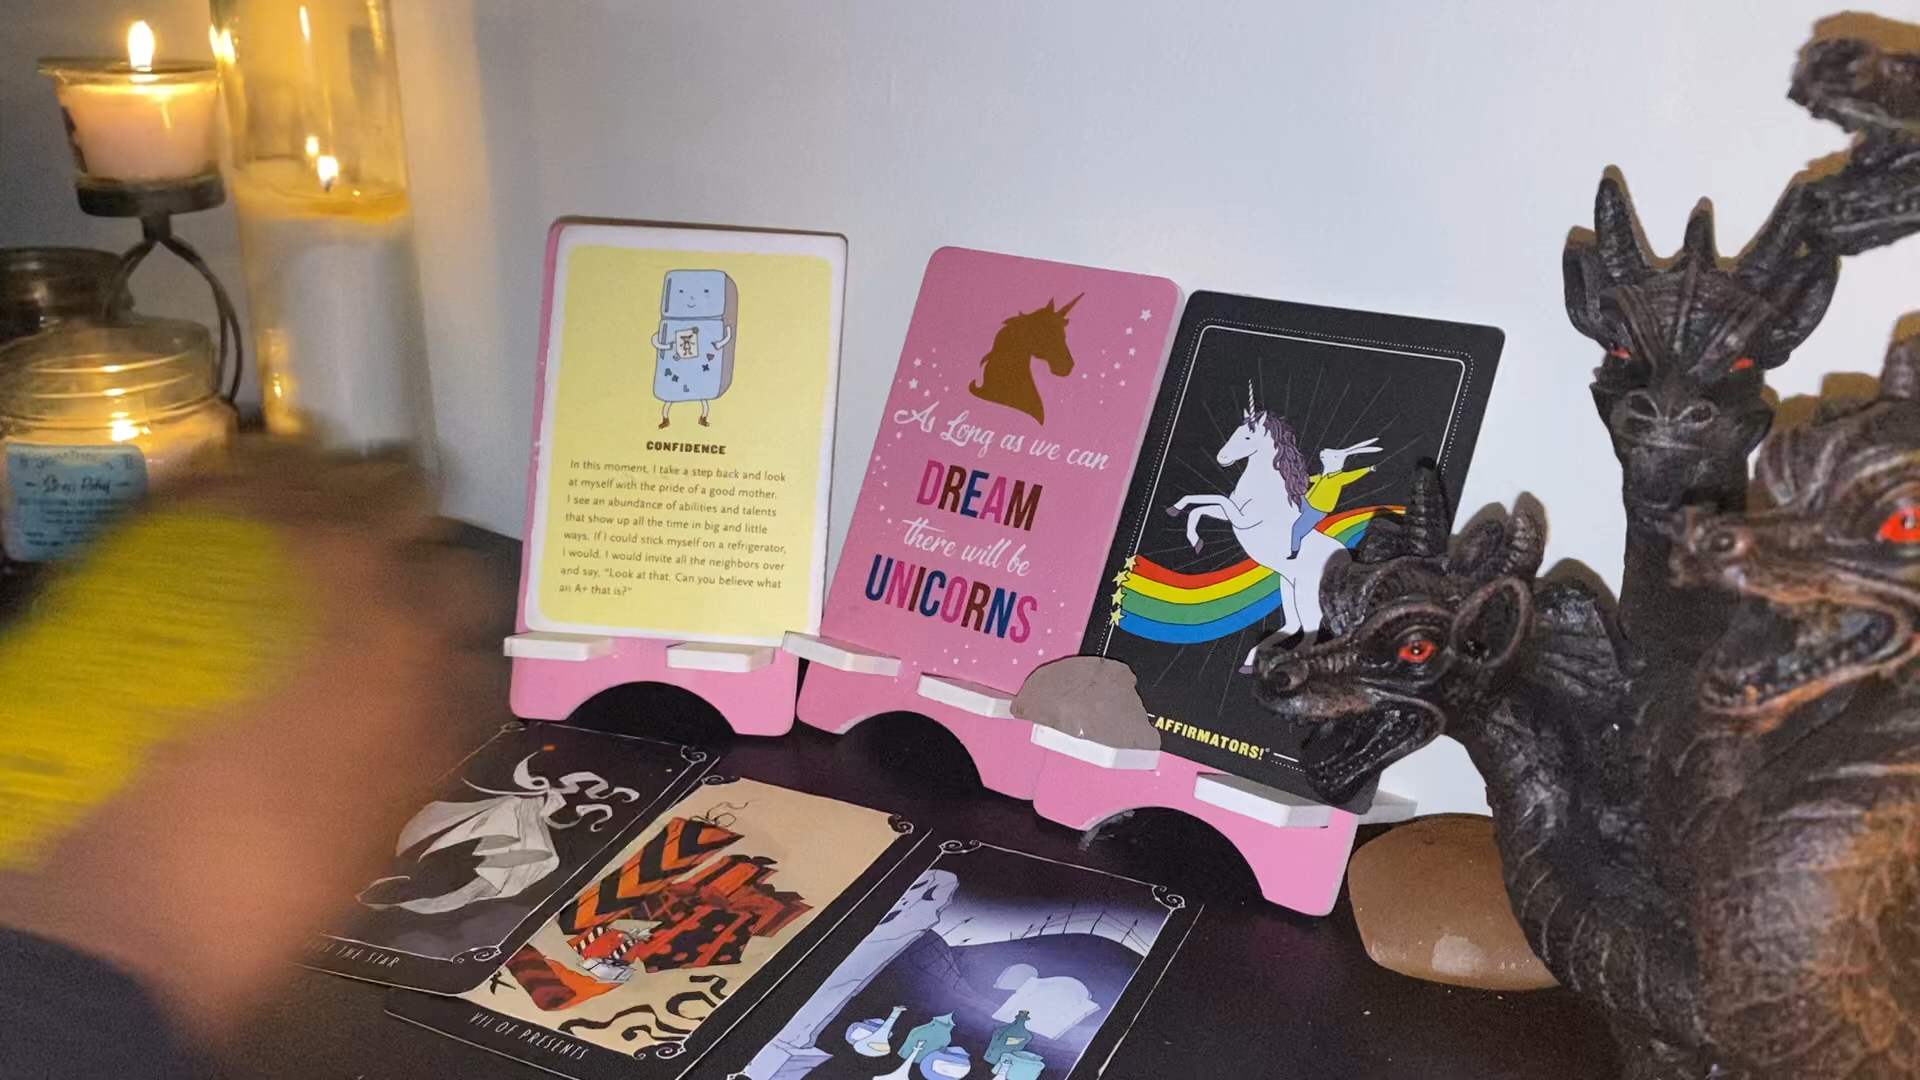 CONFIDENCE
In this moment, I take a step back and look
at myself with the pride of a good mother.
I see an abundance of abilities and talents
that show up all the time in big and little
ways. If I could stick myself on a refrigerator,
I would. I would invite all the neighbors over
and say, "Look at that. Can you believe what
an A+ that is?"
As Long as we can
DREAM
there will be
UNICORNS
AFFIRMATORS!
THE STAR
VII OF PRESENTS
Stress Relief